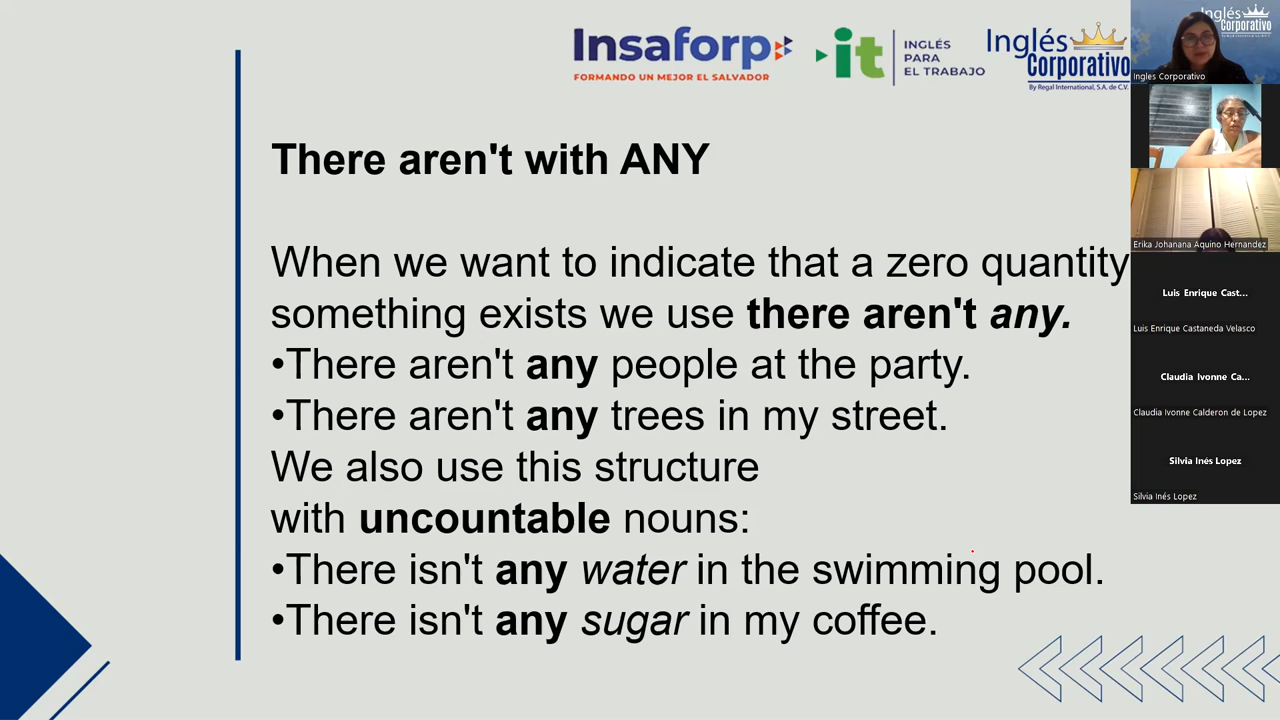 Insaforp
FORMANDO UN MEJOR EL SALVADOR
it
INGLÉS
PARA
EL TRABAJO
Inglés
Corporativo
By Regal International, S.A. de C.V.
There aren't with ANY
When we want to indicate that a zero quantity
something exists we use there aren't any.
•There aren't any people at the party.
•There aren't any trees in my street.
We also use this structure
with uncountable nouns:
•There isn't any water in the swimming pool.
•There isn't any sugar in my coffee.
Inglés
Corporativo
Ingles Corporativo
Erika Johanana Aquino Hernandez
Luis Enrique Cast...
Luis Enrique Castaneda Velasco
Claudia Ivonne Ca...
Claudia Ivonne Calderon de Lopez
Silvia Inés Lopez
Silvia Inés Lopez